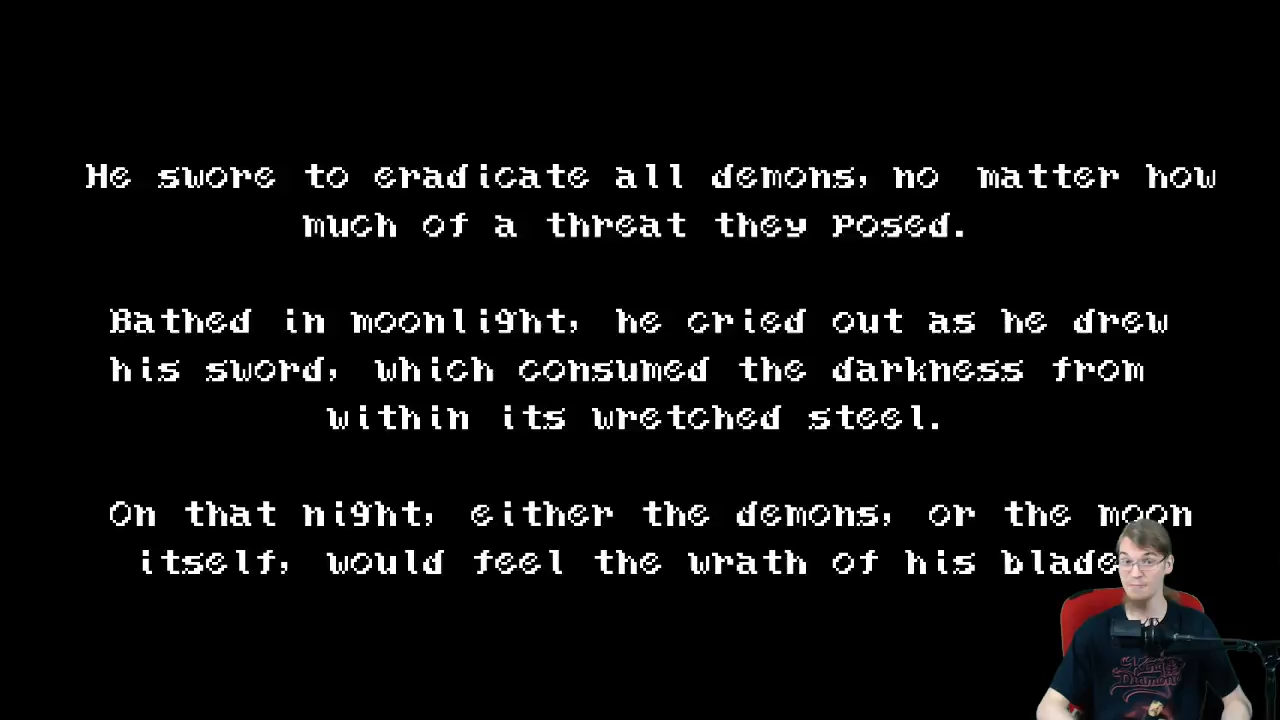 He swore to eradicate all demons, no matter how
much of a threat they posed.
Bathed in moonlight, he cried out as he drew
his sword, which consumed the darkness from
within its wretched steel.
On that night, either the demons, or the moon
itself, would feel the wrath of his blade
King
Diamond